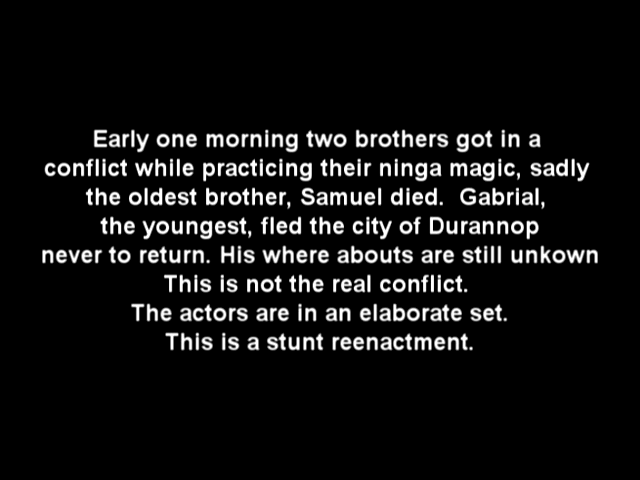 Early one morning two brothers got in a
conflict while practicing their ninga magic, sadly
the oldest brother, Samuel died.  Gabrial,
the youngest, fled the city of Durannop
never to return. His where abouts are still unkown
This is not the real conflict.
The actors are in an elaborate set.
This is a stunt reenactment.